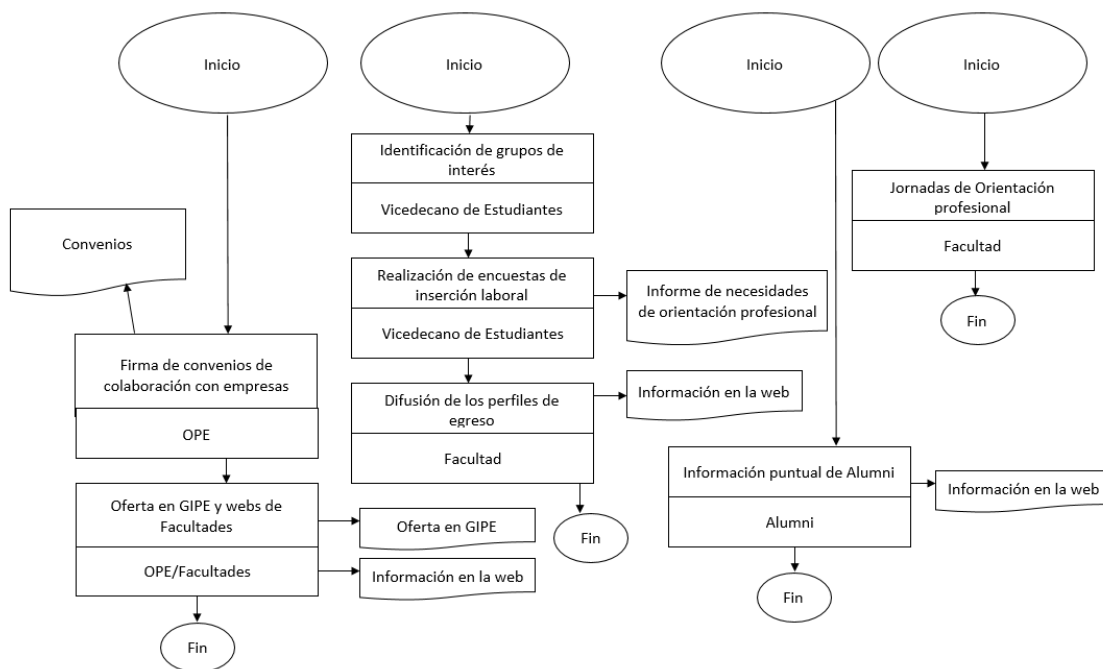 Inicio
Convenios
Firma de convenios de
colaboración con empresas
OPE
Oferta en GIPE y webs de
Facultades
OPE/Facultades
Oferta en GIPE
Información en la web
Fin
Inicio
Identificación de grupos de
interés
Vicedecano de Estudiantes
Realización de encuestas de
inserción laboral
Vicedecano de Estudiantes
Informe de necesidades
de orientación profesional
Difusión de los perfiles de
egreso
Facultad
Información en la web
Fin
Inicio
Información puntual de Alumni
Alumni
Información en la web
Fin
Inicio
Jornadas de Orientación
profesional
Facultad
Fin